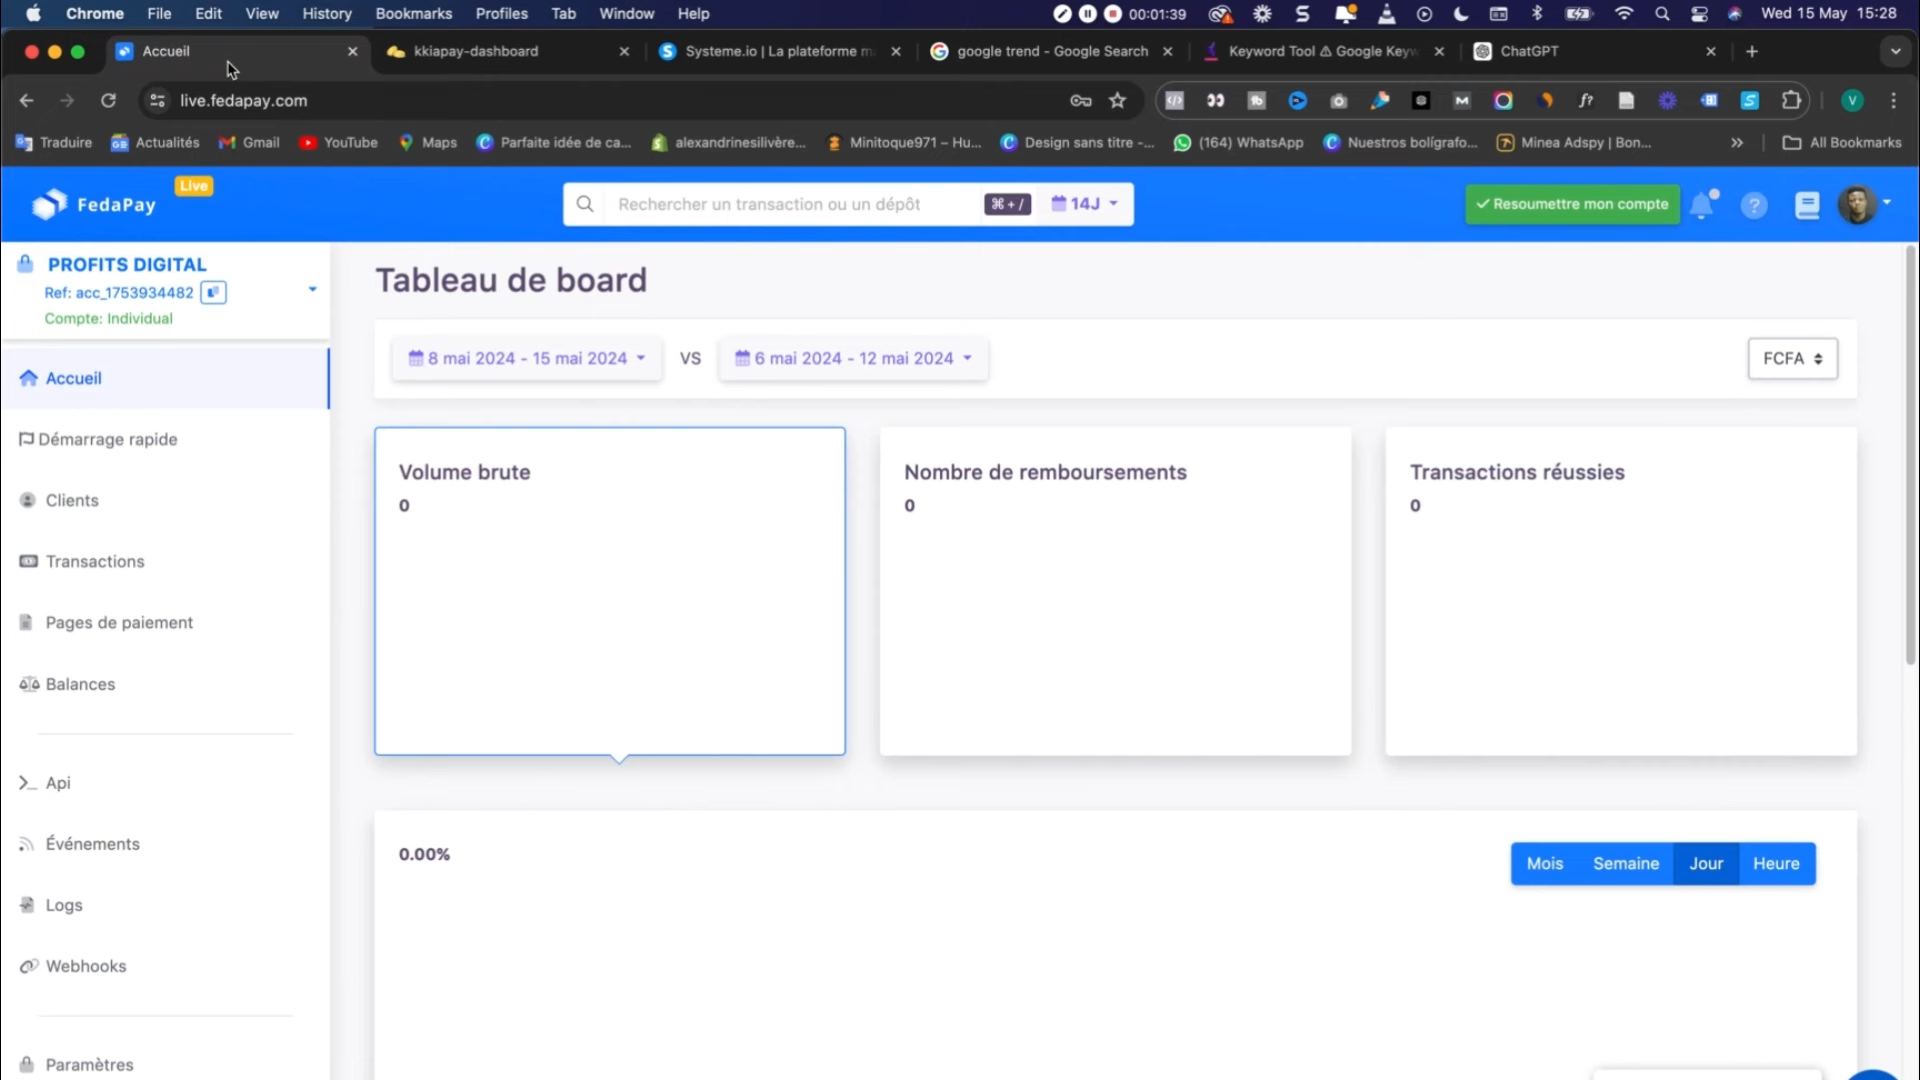 Chrome File Edit View History Bookmarks Profiles Tab Window Help 00:01:39 Wed 15 May 15:28
Accueil kkiapay-dashboard Systeme.io | La plateforme m google trend - Google Search Keyword Tool ⚠ Google Keyw ChatGPT
live.fedapay.com
Traduire Actualités Gmail YouTube Maps Parfaite idée de ca... alexandrinesilivère... Minitoque971 – Hu... Design sans titre -... (164) WhatsApp Nuestros bolígrafo... Minea Adspy | Bon... » All Bookmarks
FedaPay Live Rechercher un transaction ou un dépôt ⌘ + / 14J ✓ Resoumettre mon compte
PROFITS DIGITAL
Ref: acc_1753934482
Compte: Individual
Accueil
Démarrage rapide
Clients
Transactions
Pages de paiement
Balances
Api
Événements
Logs
Webhooks
Paramètres
Tableau de board
8 mai 2024 - 15 mai 2024 VS 6 mai 2024 - 12 mai 2024 FCFA
Volume brute
0
Nombre de remboursements
0
Transactions réussies
0
0.00%
Mois Semaine Jour Heure